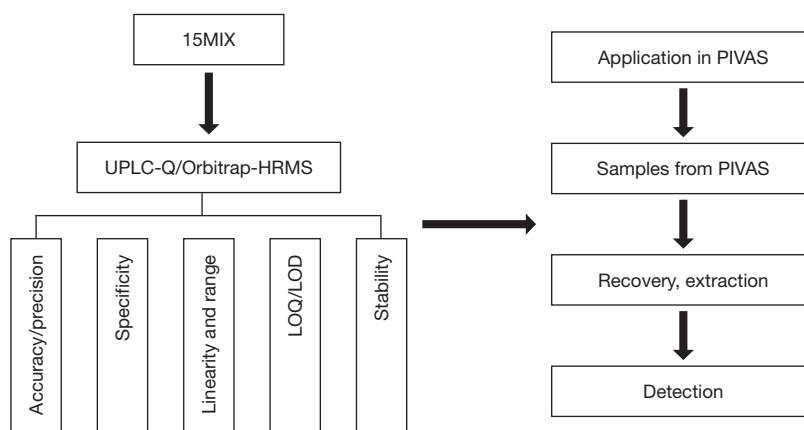 15MIX
UPLC-Q/Orbitrap-HRMS
Accuracy/precision
Specificity
Linearity and range
LOQ/LOD
Stability
Application in PIVAS
Samples from PIVAS
Recovery, extraction
Detection